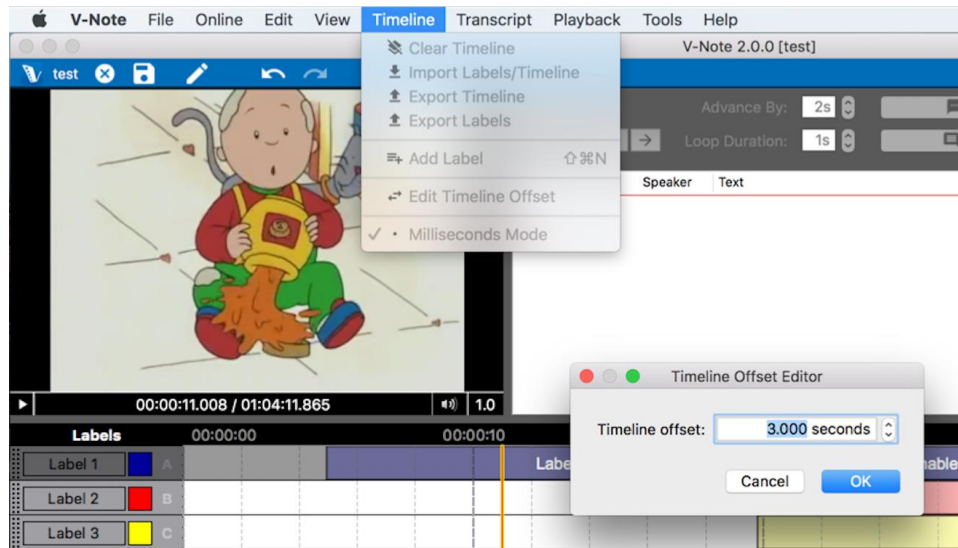 V-Note File Online Edit View Timeline Transcript Playback Tools Help
V-Note 2.0.0 [test]
test
Clear Timeline
Import Labels/Timeline
Export Timeline
Export Labels
Add Label ⇧⌘N
Edit Timeline Offset
✓ · Milliseconds Mode
Advance By: 2s
Loop Duration: 1s
Speaker Text
00:00:11.008 / 01:04:11.865 1.0
Timeline Offset Editor
Timeline offset: 3.000 seconds
Cancel OK
Labels 00:00:00 00:00:10
Label 1 A
Label 2 B
Label 3 C